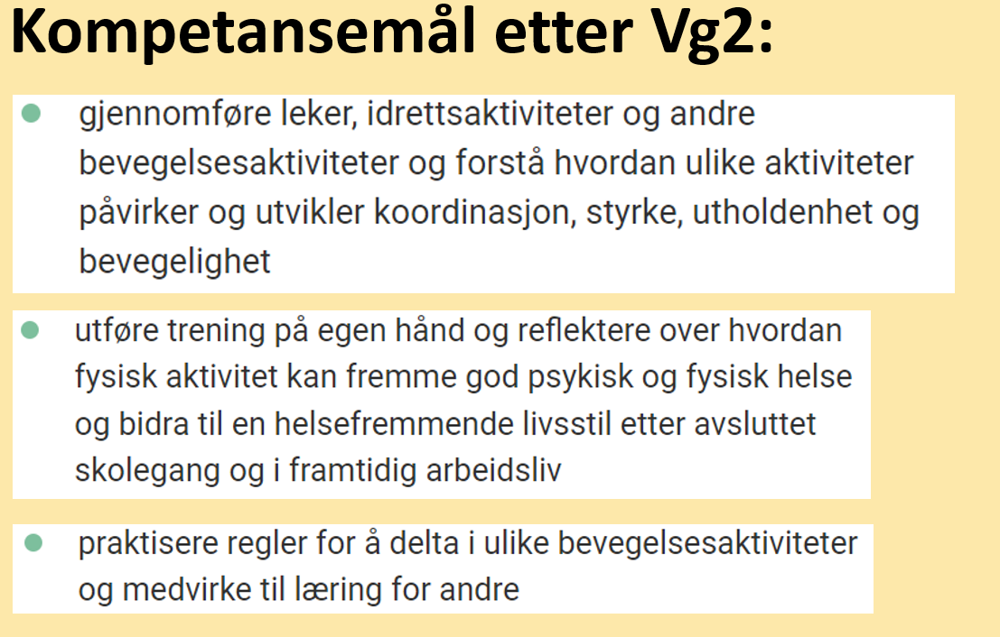 Kompetansemål etter Vg2:
gjennomføre leker, idrettsaktiviteter og andre
bevegelsesaktiviteter og forstå hvordan ulike aktiviteter
påvirker og utvikler koordinasjon, styrke, utholdenhet og
bevegelighet
utføre trening på egen hånd og reflektere over hvordan
fysisk aktivitet kan fremme god psykisk og fysisk helse
og bidra til en helsefremmende livsstil etter avsluttet
skolegang og i framtidig arbeidsliv
praktisere regler for å delta i ulike bevegelsesaktiviteter
og medvirke til læring for andre